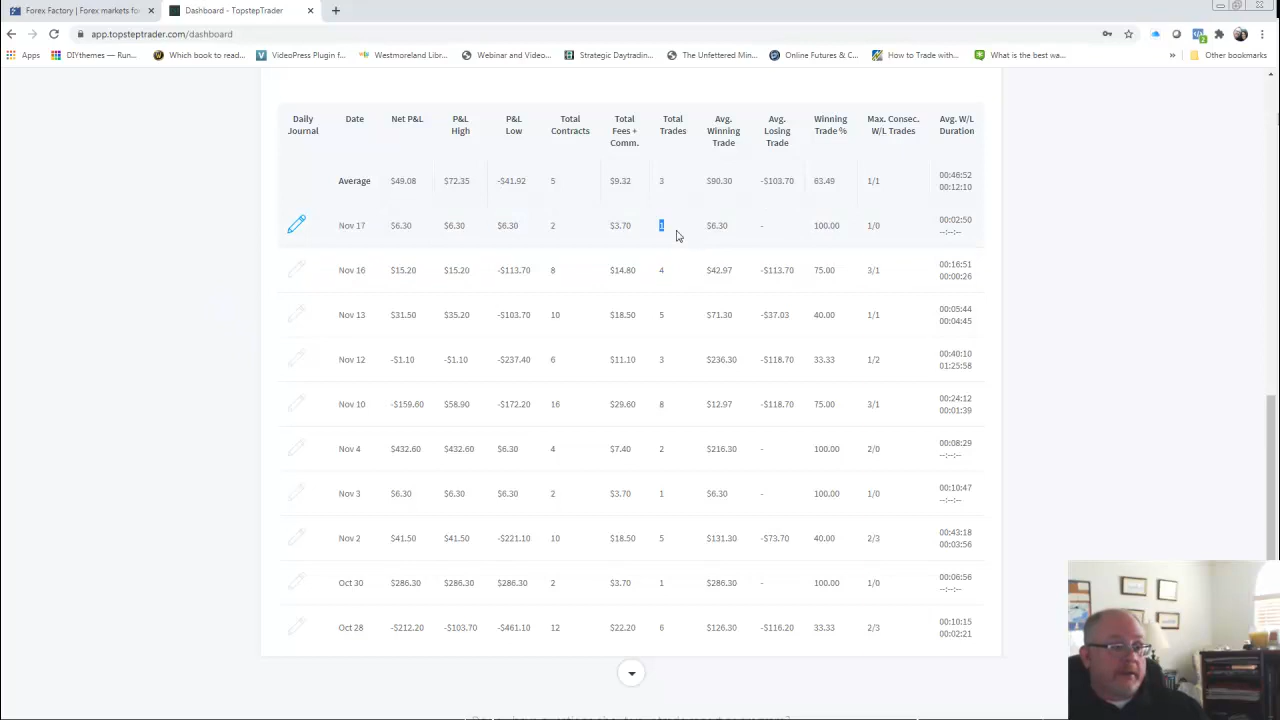 Forex Factory | Forex markets fo
Dashboard - TopstepTrader
app.topsteptrader.com/dashboard
Apps
DIYthemes — Run...
Which book to read...
VideoPress Plugin f...
Westmoreland Libr...
Webinar and Video...
Strategic Daytradin...
The Unfettered Min...
Online Futures & C...
How to Trade with...
What is the best wa...
»
Other bookmarks
Daily Journal Date Net P&L P&L High P&L Low Total Contracts Total Fees + Comm. Total Trades Avg. Winning Trade Avg. Losing Trade Winning Trade % Max. Consec. W/L Trades Avg. W/L Duration
Average $49.08 $72.35 -$41.92 5 $9.32 3 $90.30 -$103.70 63.49 1/1 00:46:52 00:12:10
Nov 17 $6.30 $6.30 $6.30 2 $3.70 1 $6.30 - 100.00 1/0 00:02:50 --:--:--
Nov 16 $15.20 $15.20 -$113.70 8 $14.80 4 $42.97 -$113.70 75.00 3/1 00:16:51 00:00:26
Nov 13 $31.50 $35.20 -$103.70 10 $18.50 5 $71.30 -$37.03 40.00 1/1 00:05:44 00:04:45
Nov 12 -$1.10 -$1.10 -$237.40 6 $11.10 3 $236.30 -$118.70 33.33 1/2 00:40:10 01:25:58
Nov 10 -$159.60 $58.90 -$172.20 16 $29.60 8 $12.97 -$118.70 75.00 3/1 00:24:12 00:01:39
Nov 4 $432.60 $432.60 $6.30 4 $7.40 2 $216.30 - 100.00 2/0 00:08:29 --:--:--
Nov 3 $6.30 $6.30 $6.30 2 $3.70 1 $6.30 - 100.00 1/0 00:10:47 --:--:--
Nov 2 $41.50 $41.50 -$221.10 10 $18.50 5 $131.30 -$73.70 40.00 2/3 00:43:18 00:03:56
Oct 30 $286.30 $286.30 $286.30 2 $3.70 1 $286.30 - 100.00 1/0 00:06:56 --:--:--
Oct 28 -$212.20 -$103.70 -$461.10 12 $22.20 6 $126.30 -$116.20 33.33 2/3 00:10:15 00:02:21